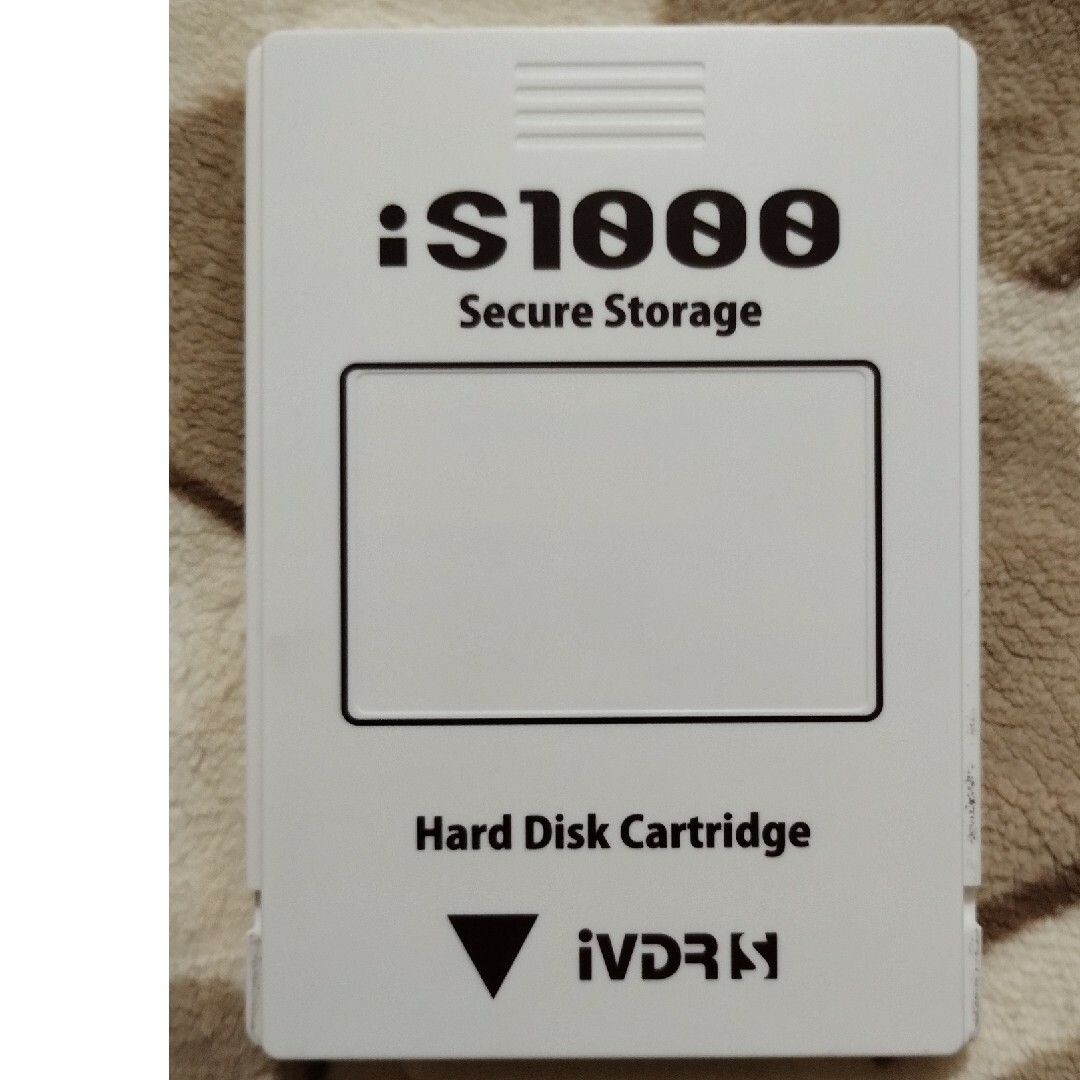 iS1000
Secure Storage
Hard Disk Cartridge
iVDR S